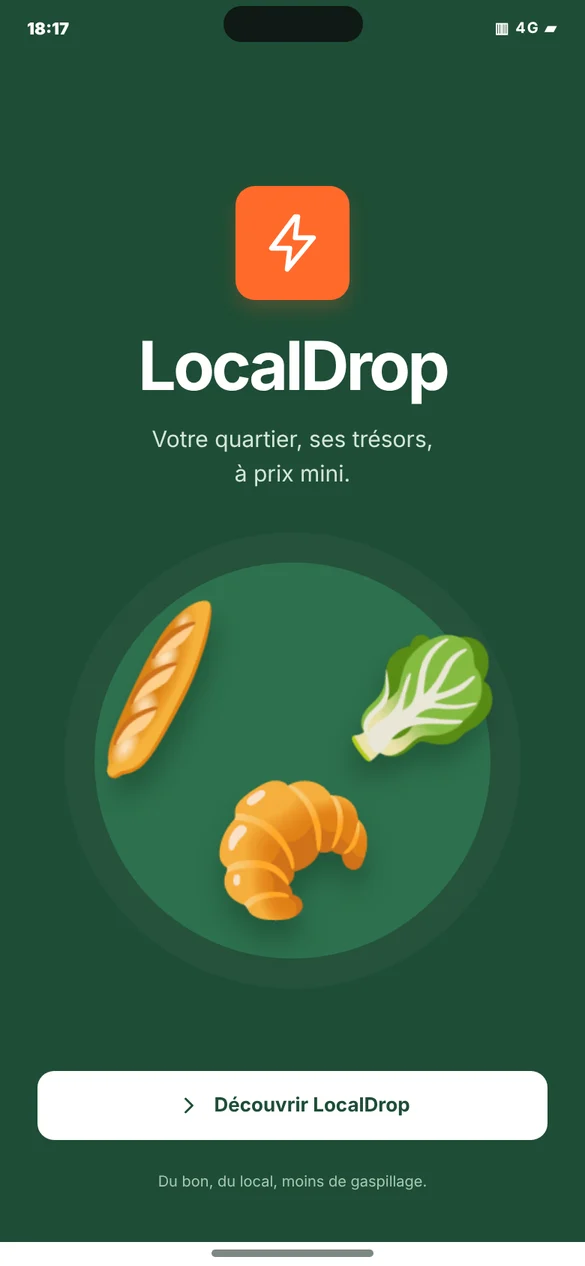 18:17
4G
LocalDrop
Votre quartier, ses trésors,
à prix mini.
Découvrir LocalDrop
Du bon, du local, moins de gaspillage.